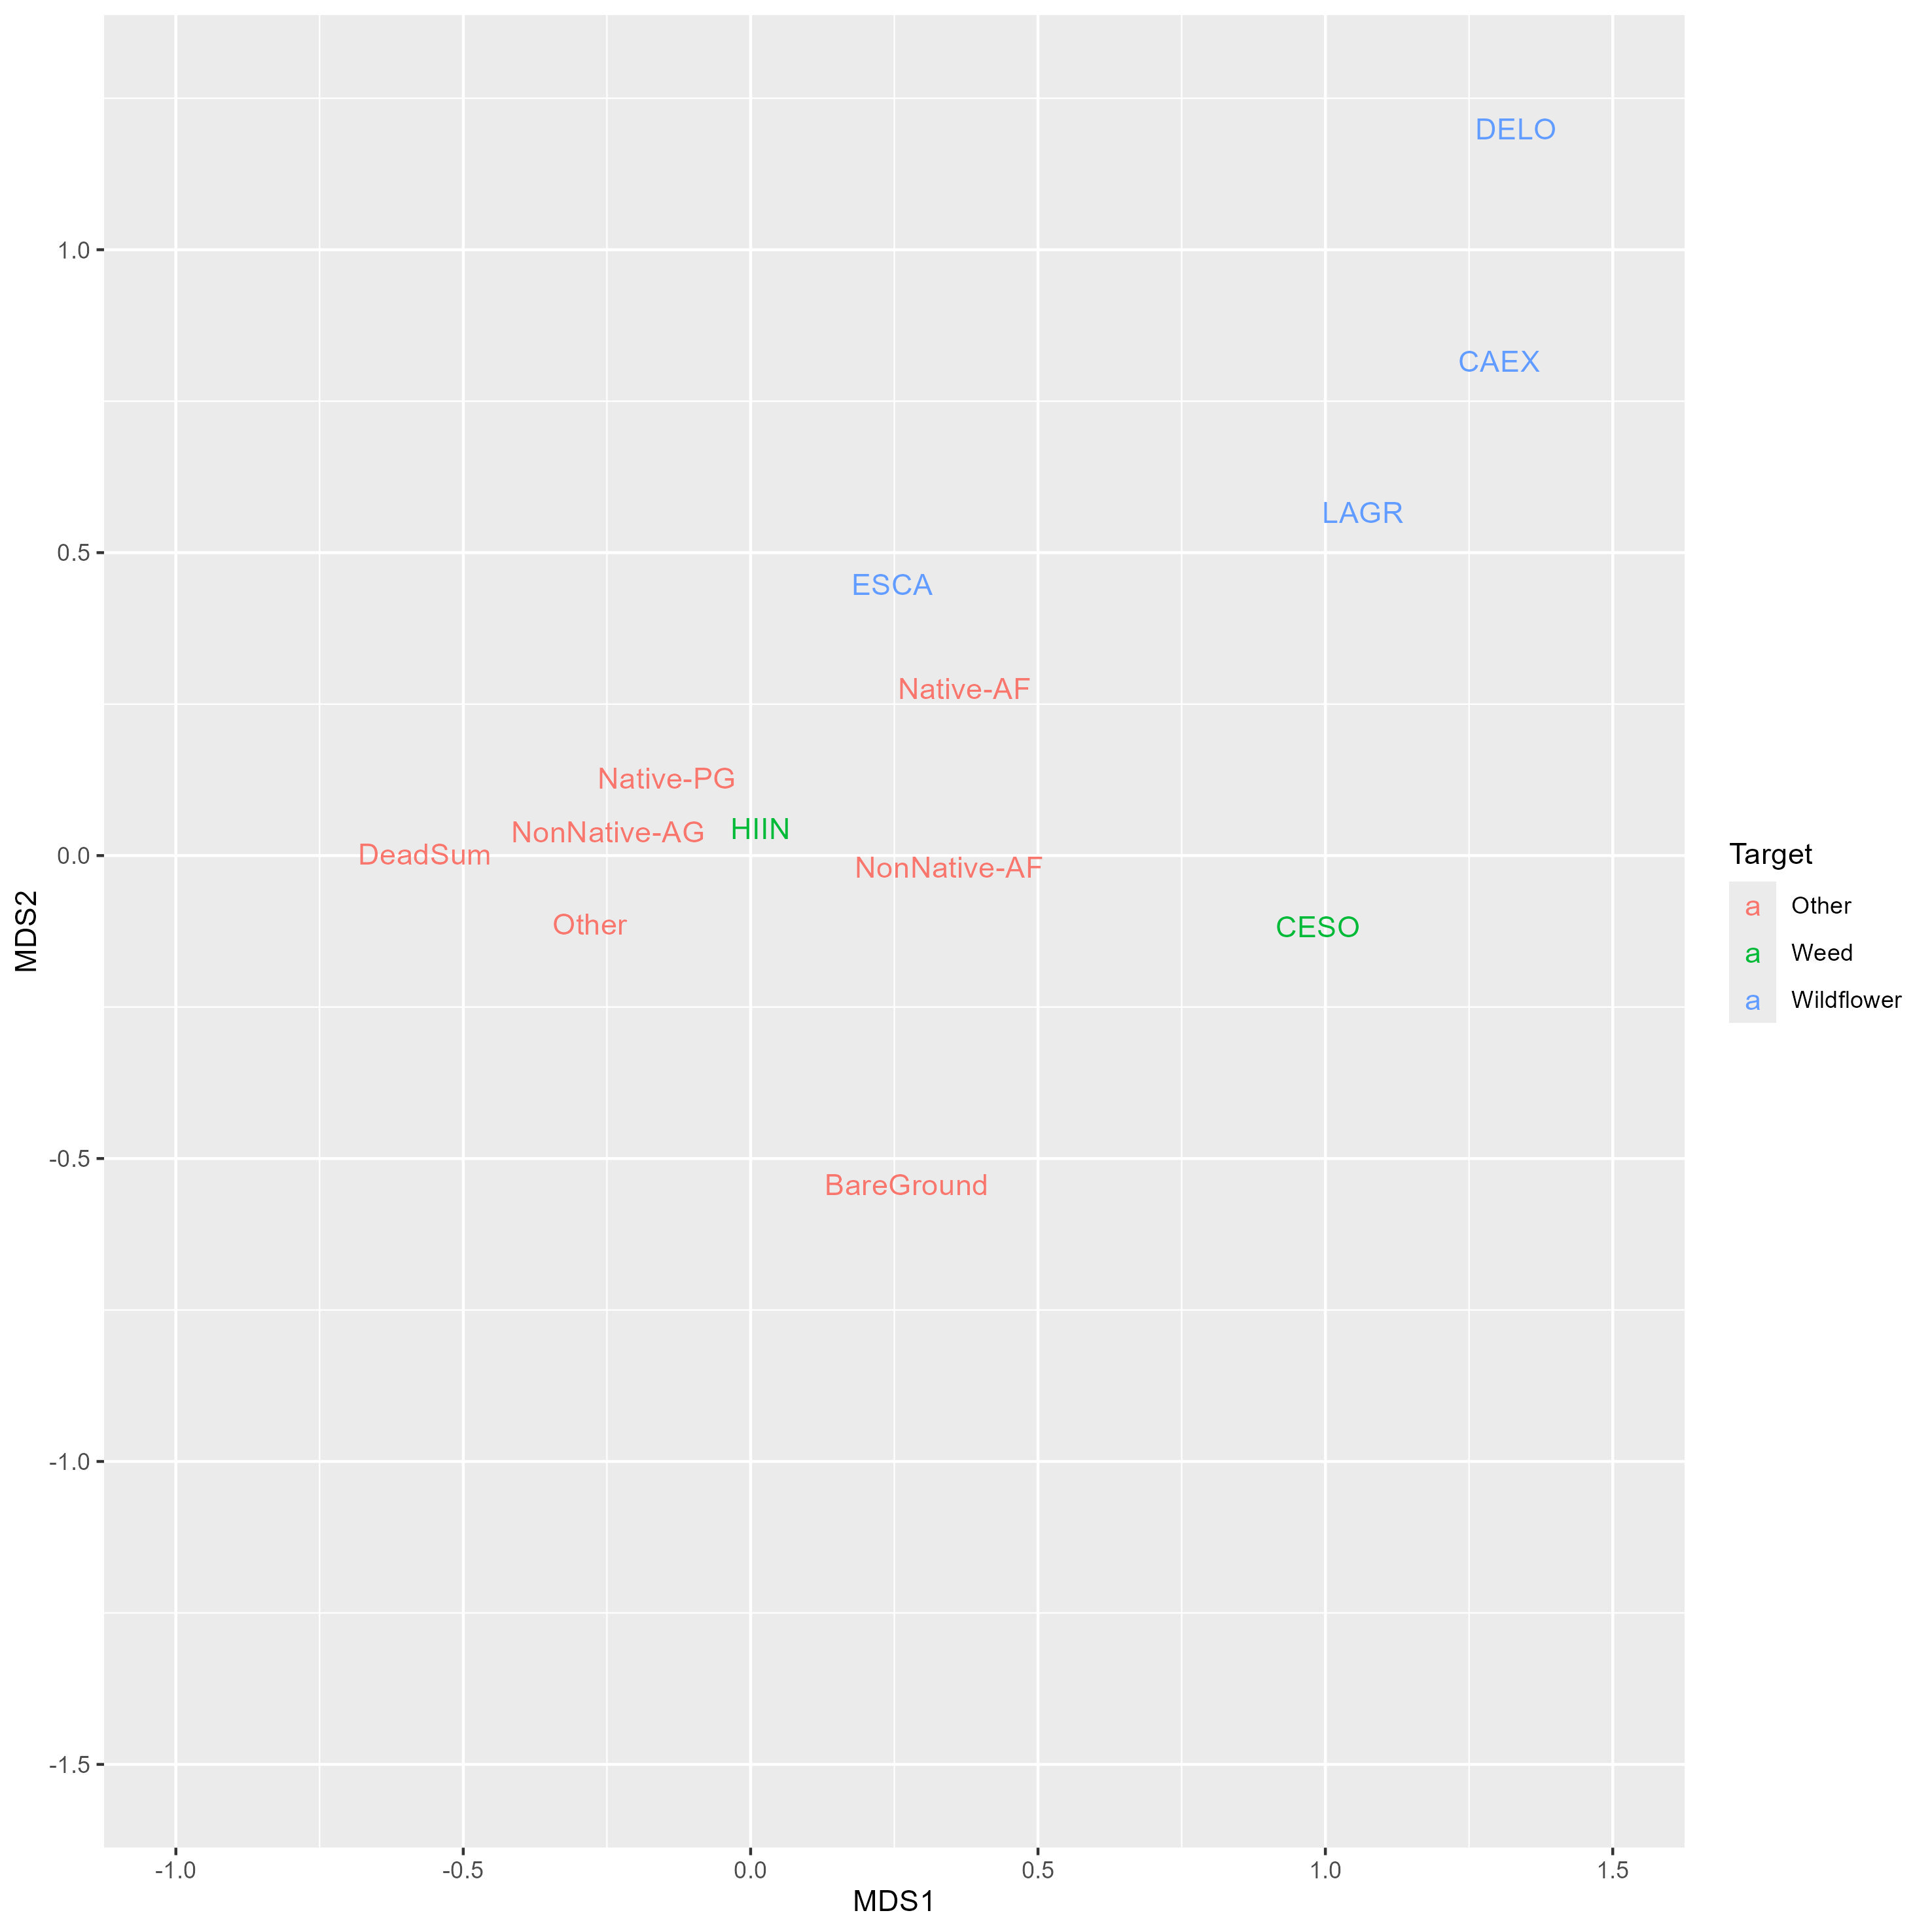 DELO
1.0
CAEX
LAGR
0.5
ESCA
Native-AF
Native-PG
HIIN
NonNative-AG
0.0
DeadSum
NonNative-AF
Other
CESO
MDS2
Target
a Other
a Weed
a Wildflower
-0.5
BareGround
-1.0
-1.5
-1.0 -0.5 0.0 0.5 1.0 1.5
MDS1